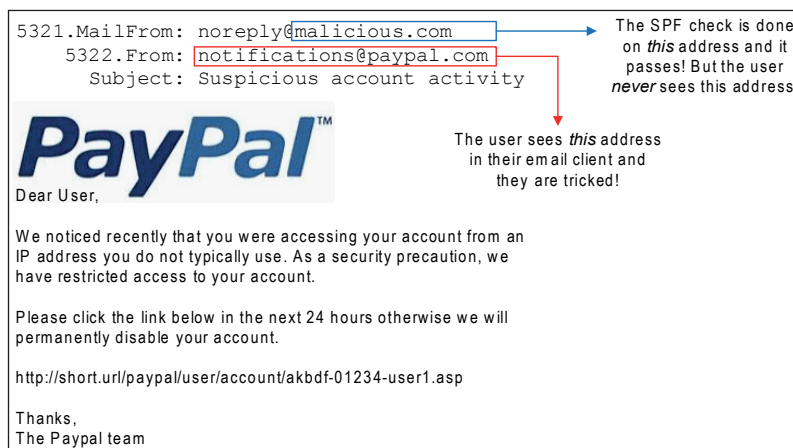 5321.MailFrom: noreply@malicious.com
5322.From: notifications@paypal.com
Subject: Suspicious account activity
The SPF check is done
on this address and it
passes! But the user
never sees this address
The user sees this address
in their email client and
they are tricked!
PayPal™
Dear User,
We noticed recently that you were accessing your account from an
IP address you do not typically use. As a security precaution, we
have restricted access to your account.
Please click the link below in the next 24 hours otherwise we will
permanently disable your account.
http://short.url/paypal/user/account/akbdf-01234-user1.asp
Thanks,
The Paypal team